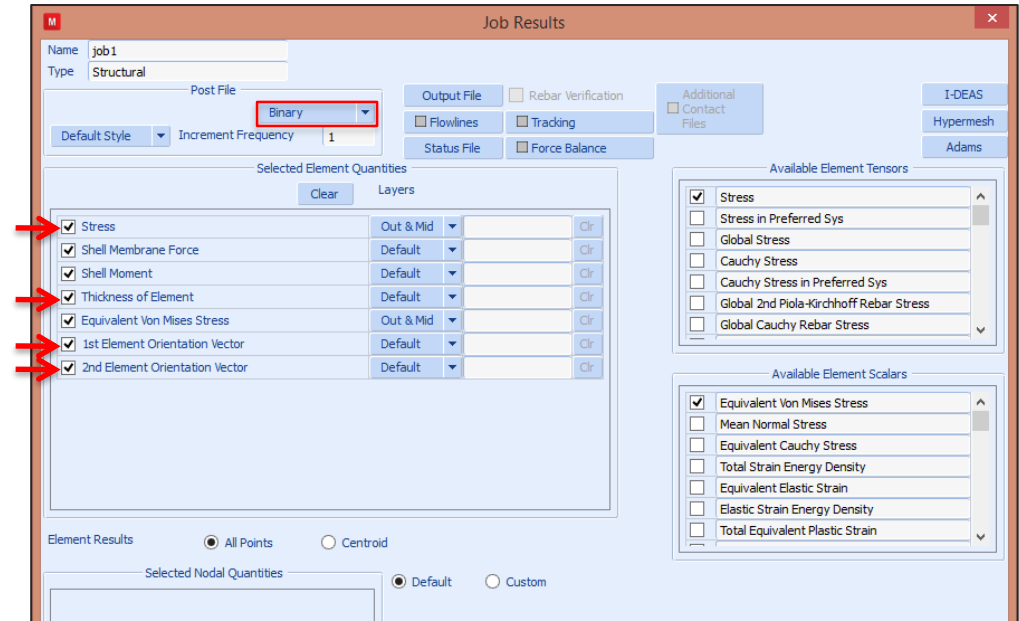 M
Job Results
×
Name job1
Type Structural
Post File
Binary
Default Style Increment Frequency 1
Output File Rebar Verification Additional Contact Files I-DEAS
Flowlines Tracking Hypermesh
Status File Force Balance Adams
Selected Element Quantities
Clear Layers
Stress Out & Mid Clr
Shell Membrane Force Default Clr
Shell Moment Default Clr
Thickness of Element Default Clr
Equivalent Von Mises Stress Out & Mid Clr
1st Element Orientation Vector Default Clr
2nd Element Orientation Vector Default Clr
Available Element Tensors
Stress
Stress in Preferred Sys
Global Stress
Cauchy Stress
Cauchy Stress in Preferred Sys
Global 2nd Piola-Kirchhoff Rebar Stress
Global Cauchy Rebar Stress
Available Element Scalars
Equivalent Von Mises Stress
Mean Normal Stress
Equivalent Cauchy Stress
Total Strain Energy Density
Equivalent Elastic Strain
Elastic Strain Energy Density
Total Equivalent Plastic Strain
Element Results All Points Centroid
Selected Nodal Quantities Default Custom